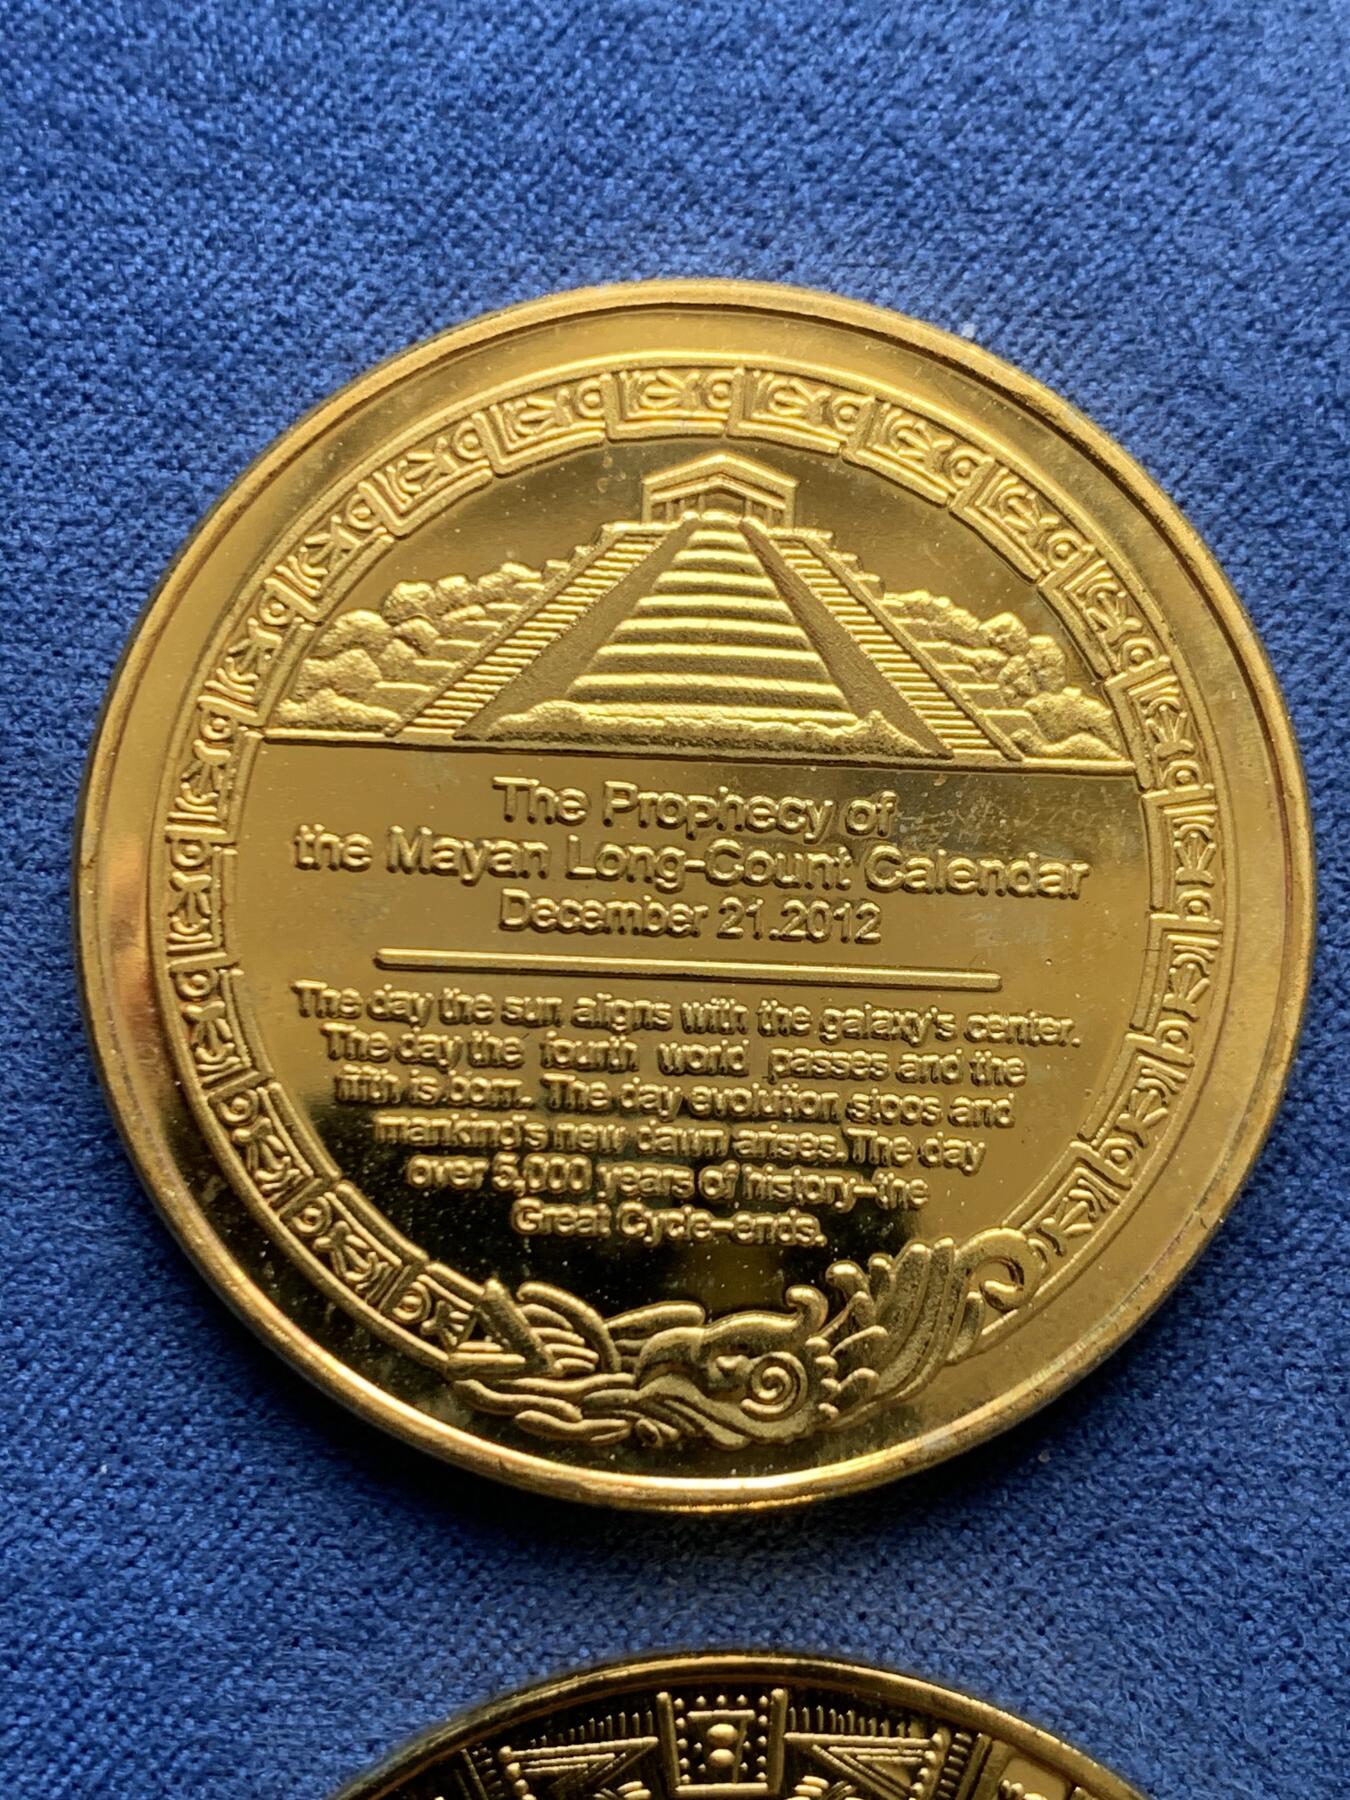 The Prophecy of
the Mayan Long-Count Calendar
December 21.2012
The day the sun aligns with the galaxy's center.
The day the fourth world passes and the
fifth is born. The day evolution stops and
mankind's new dawn arises. The day
over 5,000 years of history-the
Great Cycle-ends.